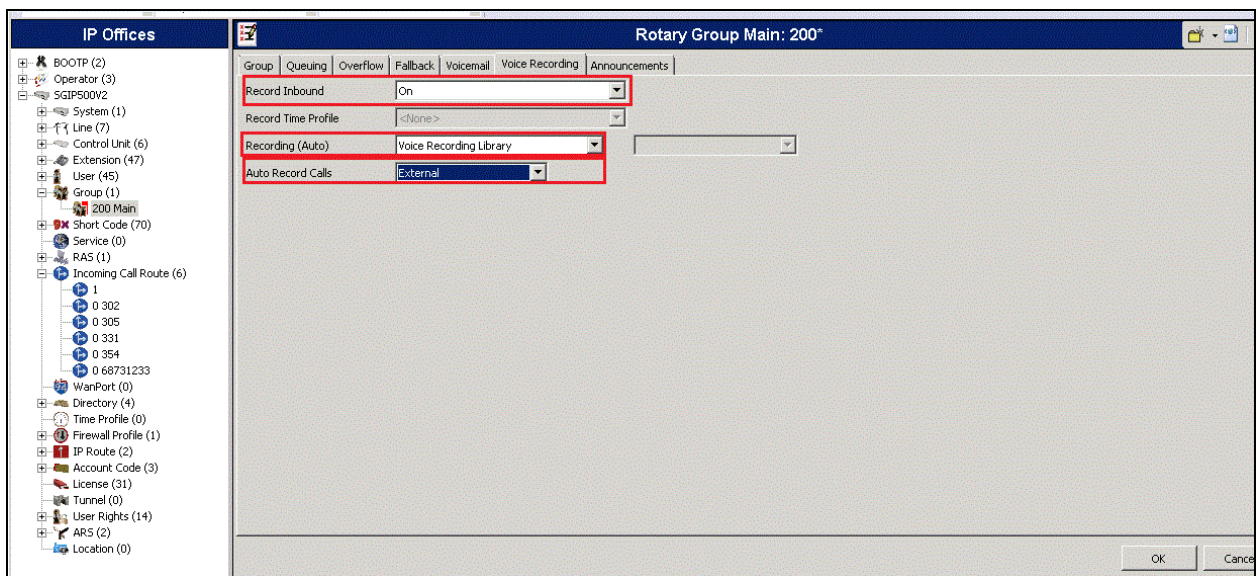 IP Offices
Rotary Group Main: 200*
BOOTP (2)
Operator (3)
SGIP500V2
System (1)
Line (7)
Control Unit (6)
Extension (47)
User (45)
Group (1)
200 Main
Short Code (70)
Service (0)
RAS (1)
Incoming Call Route (6)
1
0 302
0 305
0 331
0 354
0 68731233
WanPort (0)
Directory (4)
Time Profile (0)
Firewall Profile (1)
IP Route (2)
Account Code (3)
License (31)
Tunnel (0)
User Rights (14)
ARS (2)
Location (0)
Group Queuing Overflow Fallback Voicemail Voice Recording Announcements
Record Inbound On
Record Time Profile <None>
Recording (Auto) Voice Recording Library
Auto Record Calls External
OK Cance